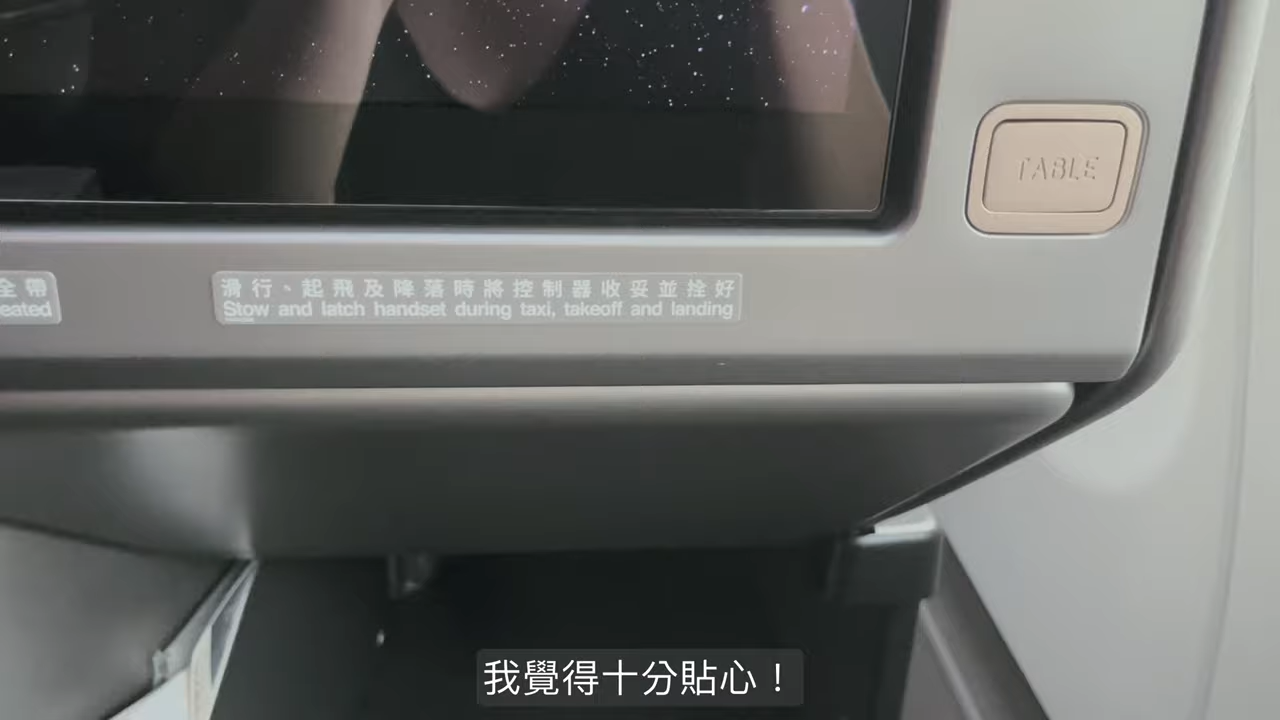 TABLE
全帶
eated
滑行、起飛及降落時將控制器收妥並拴好
Stow and latch handset during taxi, takeoff and landing
我覺得十分貼心！